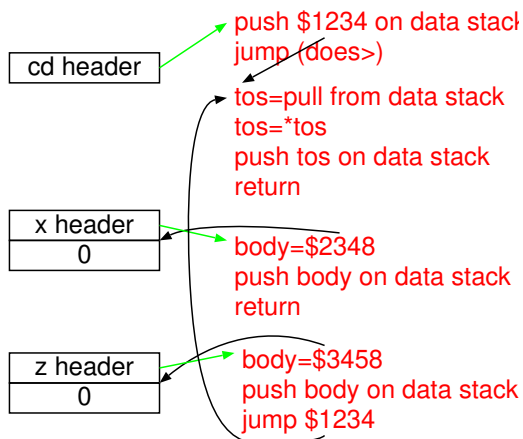 push $1234 on data stack
jump (does>)
cd header
tos=pull from data stack
tos=*tos
push tos on data stack
return
x header
0
body=$2348
push body on data stack
return
z header
0
body=$3458
push body on data stack
jump $1234